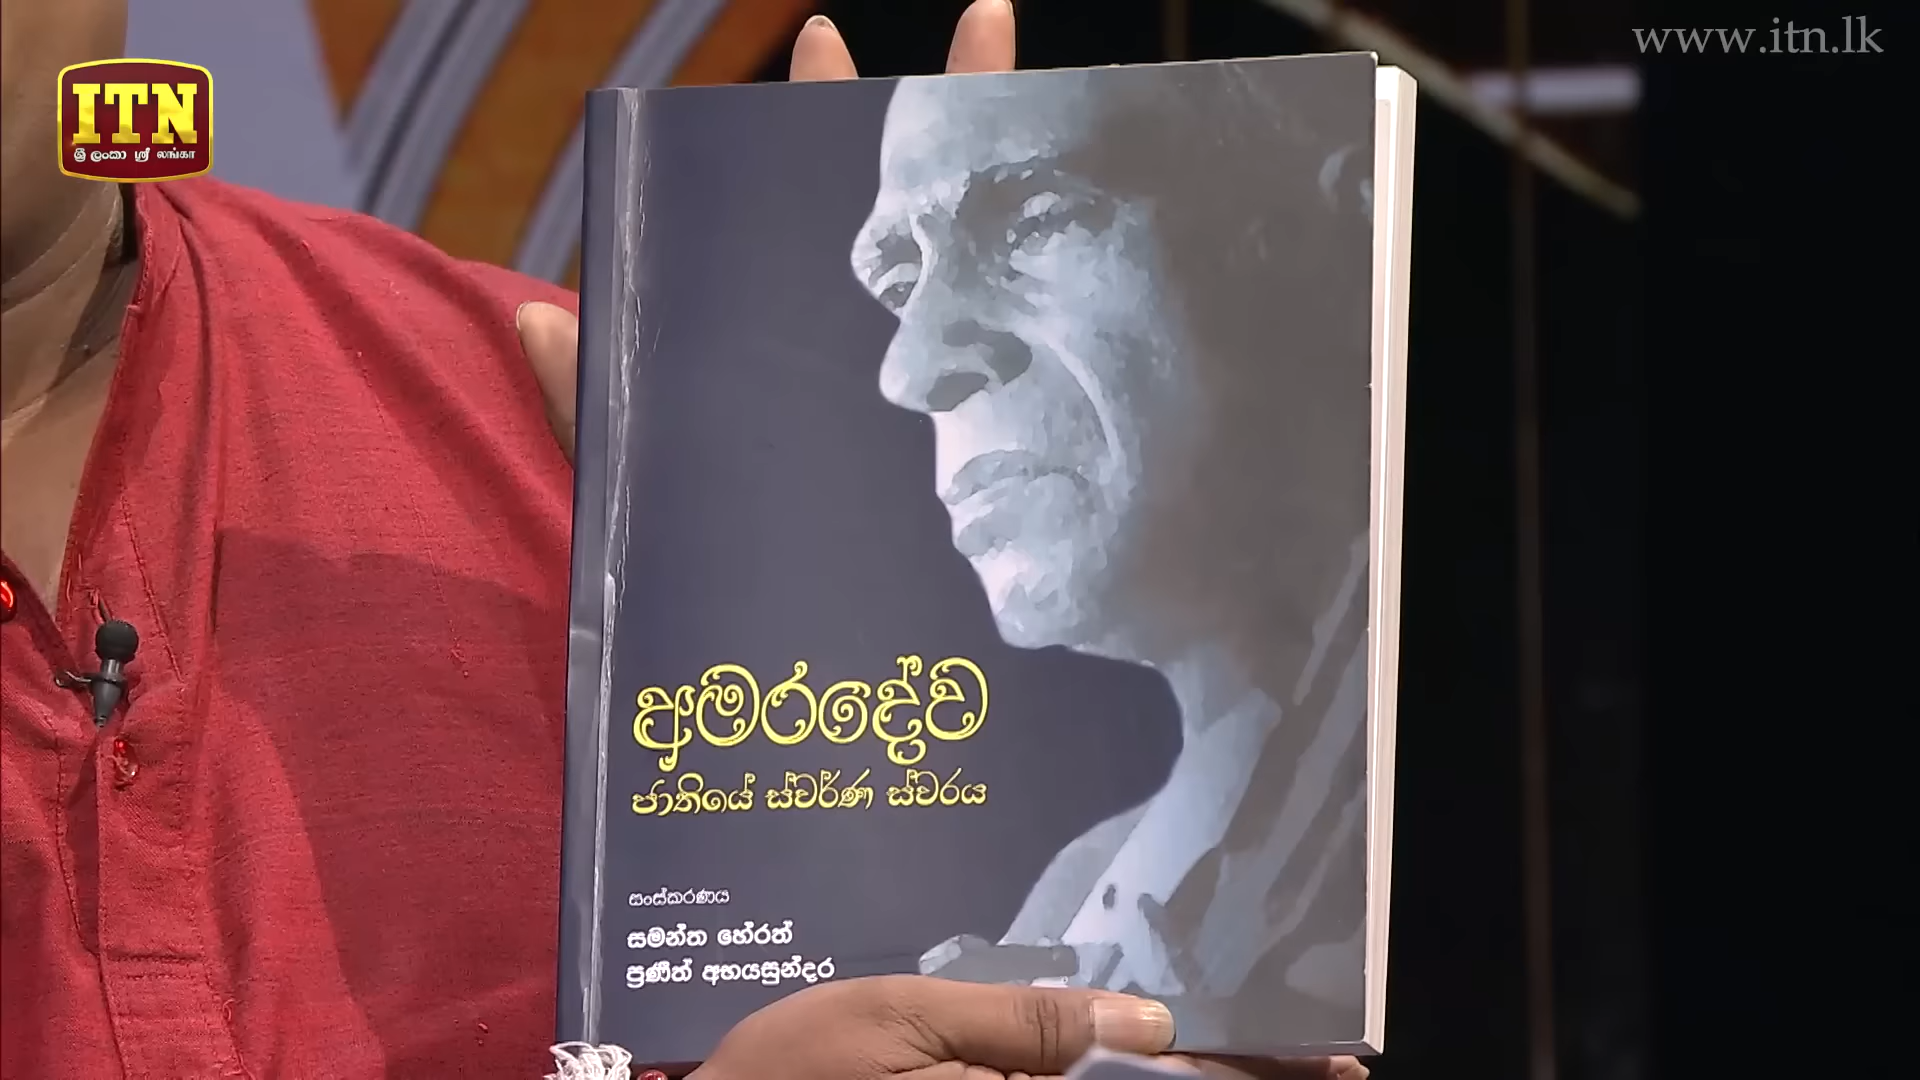 www.itn.lk
ITN
ශ්‍රී ලංකා ஸ்ரீ லங்கா
අමරදේව
ජාතියේ ස්වර්ණ ස්වරය
සංස්කරණය
සමන්ත හේරත්
ප්‍රණීත් අභයසුන්දර